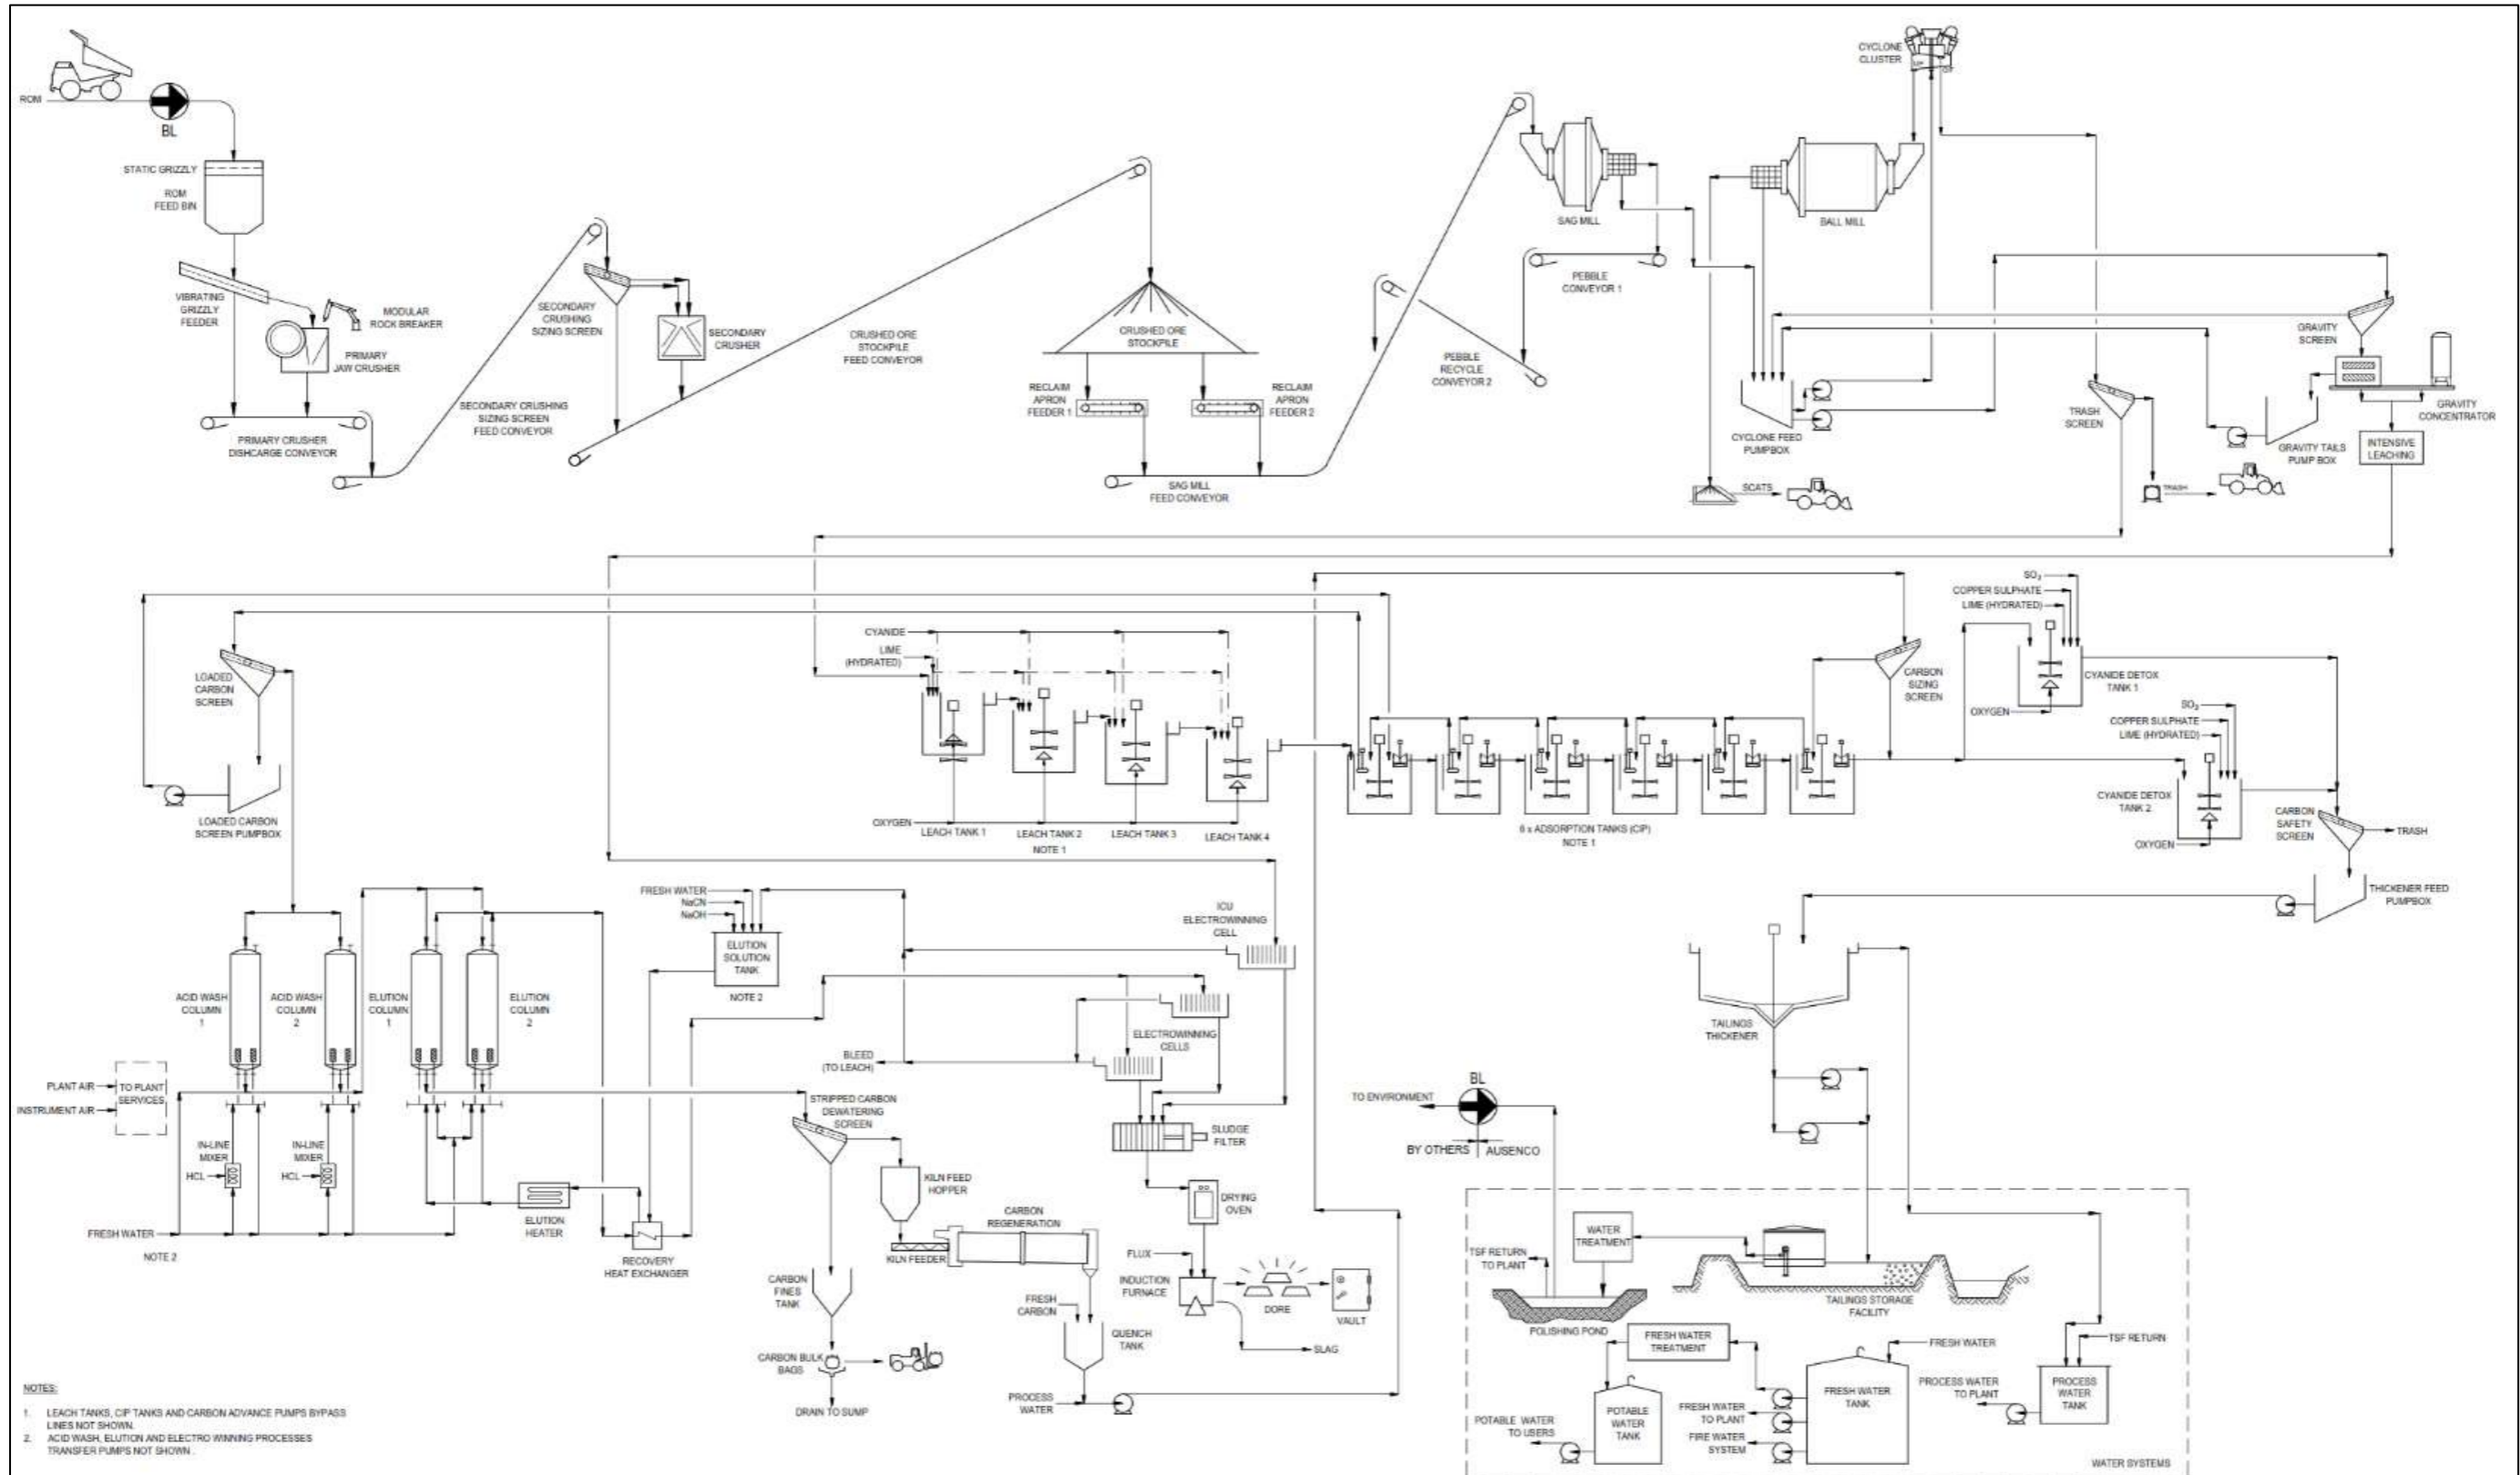 ROM
BL
STATIC GRIZZLY
ROM
FEED BIN
VIBRATING
GRIZZLY
FEEDER
MODULAR
ROCK BREAKER
PRIMARY
JAW CRUSHER
PRIMARY CRUSHER
DISHCARGE CONVEYOR
SECONDARY CRUSHING
SIZING SCREEN
FEED CONVEYOR
SECONDARY
CRUSHING
SIZING SCREEN
SECONDARY
CRUSHER
CRUSHED ORE
STOCKPILE
FEED CONVEYOR
CRUSHED ORE
STOCKPILE
RECLAIM
APRON
FEEDER 1
RECLAIM
APRON
FEEDER 2
SAG MILL
FEED CONVEYOR
PEBBLE
RECYCLE
CONVEYOR 2
PEBBLE
CONVEYOR 1
SAG MILL
BALL MILL
CYCLONE
CLUSTER
CYCLONE FEED
PUMPBOX
SCATS
TRASH
SCREEN
TRASH
GRAVITY
SCREEN
GRAVITY
CONCENTRATOR
GRAVITY TAILS
PUMP BOX
INTENSIVE
LEACHING
LOADED
CARBON
SCREEN
LOADED CARBON
SCREEN PUMPBOX
CYANIDE
LIME
(HYDRATED)
OXYGEN
LEACH TANK 1
LEACH TANK 2
LEACH TANK 3
LEACH TANK 4
NOTE 1
6 x ADSORPTION TANKS (CIP)
NOTE 1
CARBON
SIZING
SCREEN
SO2
COPPER SULPHATE
LIME (HYDRATED)
CYANIDE DETOX
TANK 1
OXYGEN
SO2
COPPER SULPHATE
LIME (HYDRATED)
CYANIDE DETOX
TANK 2
OXYGEN
CARBON
SAFETY
SCREEN
TRASH
THICKENER FEED
PUMPBOX
TAILINGS
THICKENER
ACID WASH
COLUMN
1
ACID WASH
COLUMN
2
ELUTION
COLUMN
1
ELUTION
COLUMN
2
FRESH WATER
NaCN
NaOH
ELUTION
SOLUTION
TANK
NOTE 2
ICU
ELECTROWINNING
CELL
ELECTROWINNING
CELLS
BLEED
(TO LEACH)
PLANT AIR
INSTRUMENT AIR
TO PLANT
SERVICES
IN-LINE
MIXER
HCL
IN-LINE
MIXER
HCL
FRESH WATER
NOTE 2
ELUTION
HEATER
RECOVERY
HEAT EXCHANGER
STRIPPED CARBON
DEWATERING
SCREEN
KILN FEED
HOPPER
KILN FEEDER
CARBON
REGENERATION
CARBON
FINES
TANK
CARBON BULK
BAGS
DRAIN TO SUMP
FRESH
CARBON
QUENCH
TANK
PROCESS
WATER
SLUDGE
FILTER
DRYING
OVEN
FLUX
INDUCTION
FURNACE
DORE
VAULT
SLAG
BL
TO ENVIRONMENT
BY OTHERS
AUSENCO
WATER
TREATMENT
TSF RETURN
TO PLANT
POLISHING POND
TAILINGS STORAGE
FACILITY
FRESH WATER
TREATMENT
POTABLE
WATER
TANK
POTABLE WATER
TO USERS
FRESH WATER
FRESH WATER
TANK
FRESH WATER
TO PLANT
FIRE WATER
SYSTEM
TSF RETURN
PROCESS WATER
TO PLANT
PROCESS
WATER
TANK
WATER SYSTEMS
NOTES:
1. LEACH TANKS, CIP TANKS AND CARBON ADVANCE PUMPS BYPASS
LINES NOT SHOWN.
2. ACID WASH, ELUTION AND ELECTRO WINNING PROCESSES
TRANSFER PUMPS NOT SHOWN.